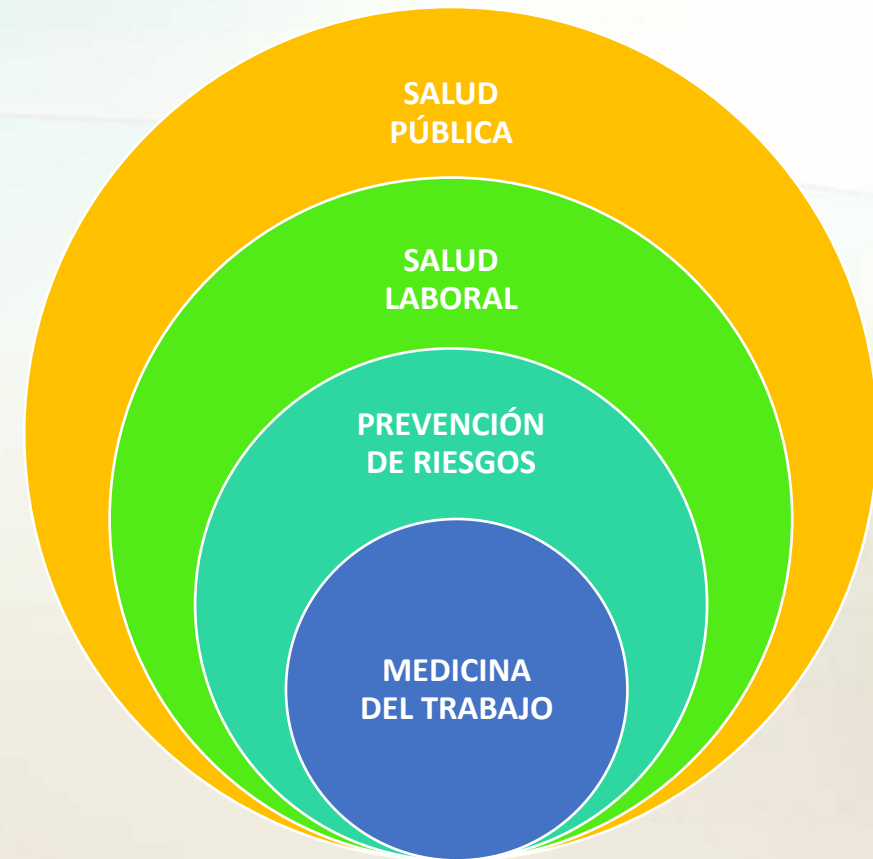 SALUD
PÚBLICA
SALUD
LABORAL
PREVENCIÓN
DE RIESGOS
MEDICINA
DEL TRABAJO